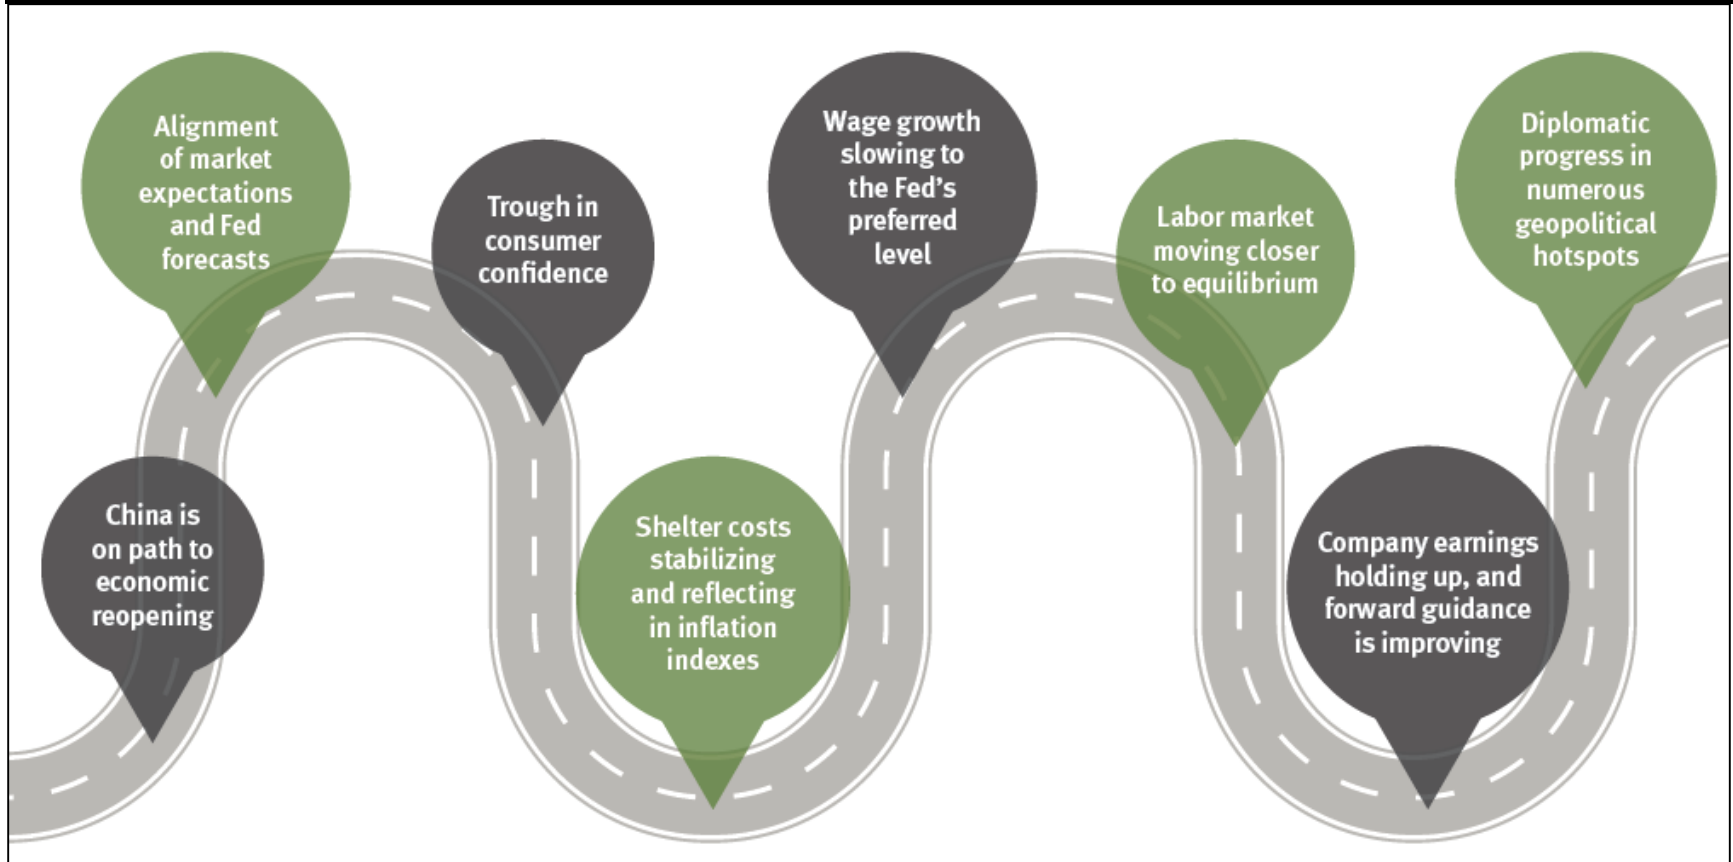 China is
on path to
economic
reopening
Alignment
of market
expectations
and Fed
forecasts
Trough in
consumer
confidence
Shelter costs
stabilizing
and reflecting
in inflation
indexes
Wage growth
slowing to
the Fed's
preferred
level
Labor market
moving closer
to equilibrium
Company earnings
holding up, and
forward guidance
is improving
Diplomatic
progress in
numerous
geopolitical
hotspots